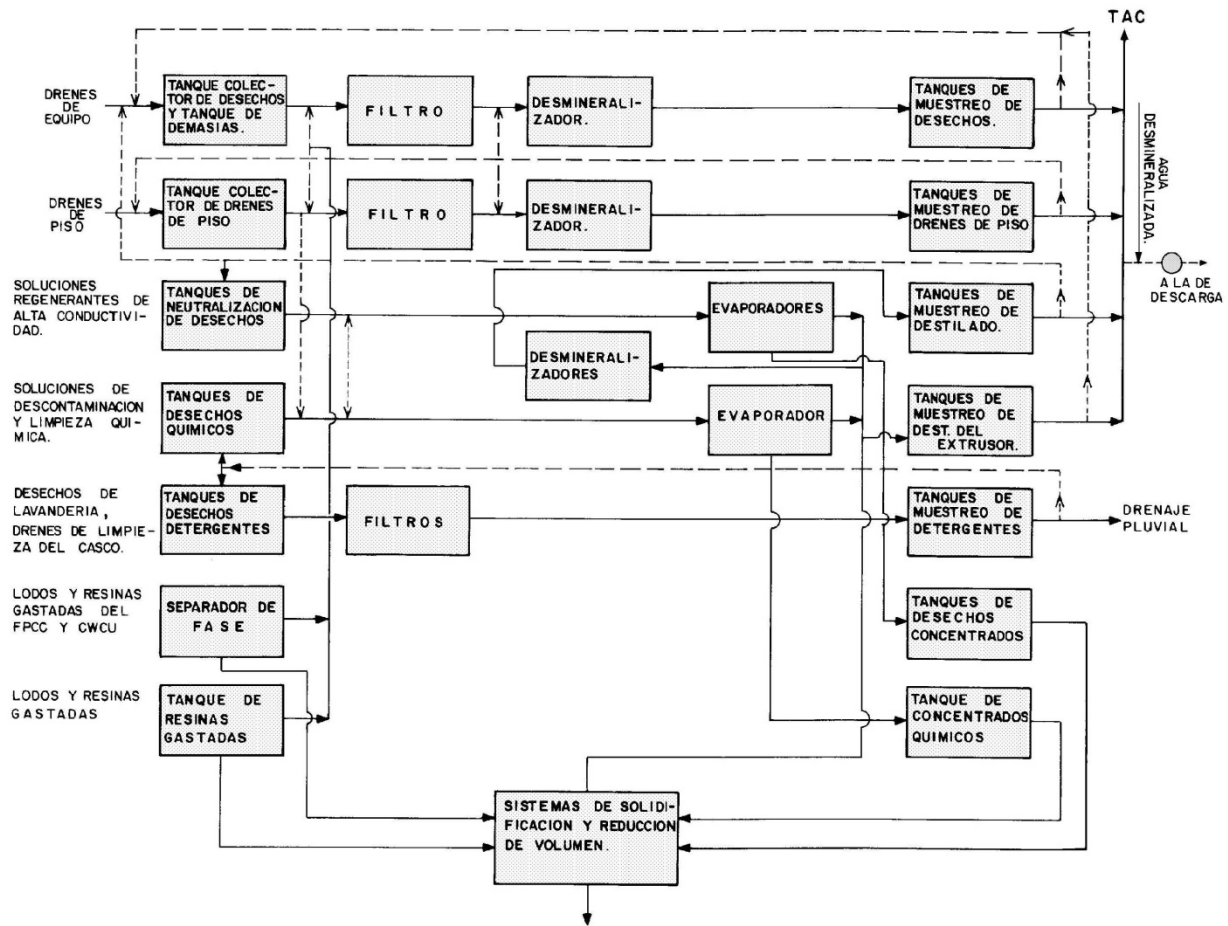 TAC
DRENES
DE
EQUIPO
TANQUE COLEC-
TOR DE DESECHOS
Y TANQUE DE
DEMASIAS.
FILTRO
DESMINERALI-
ZADOR.
TANQUES DE
MUESTREO DE
DESECHOS.
AGUA
DESMINERALIZADA.
DRENES
DE
PISO
TANQUE COLEC-
TOR DE DRENES
DE PISO
FILTRO
DESMINERALI-
ZADOR.
TANQUES DE
MUESTREO DE
DRENES DE PISO
A LA DE
DESCARGA
SOLUCIONES
REGENERANTES DE
ALTA CONDUCTIVI-
DAD.
TANQUES DE
NEUTRALIZACION
DE DESECHOS
EVAPORADORES
TANQUES DE
MUESTREO DE
DESTILADO.
DESMINERALI-
ZADORES
SOLUCIONES DE
DESCONTAMINACION
Y LIMPIEZA QUI-
MICA.
TANQUES DE
DESECHOS
QUIMICOS
EVAPORADOR
TANQUES DE
MUESTREO DE
DEST. DEL
EXTRUSOR.
DESECHOS DE
LAVANDERIA,
DRENES DE LIMPIE-
ZA DEL CASCO.
TANQUES DE
DESECHOS
DETERGENTES
FILTROS
TANQUES DE
MUESTREO DE
DETERGENTES
DRENAJE
PLUVIAL
LODOS Y RESINAS
GASTADAS DEL
FPCC Y CWCU
SEPARADOR DE
FASE
TANQUES DE
DESECHOS
CONCENTRADOS
LODOS Y RESINAS
GASTADAS
TANQUE DE
RESINAS
GASTADAS
TANQUE DE
CONCENTRADOS
QUIMICOS
SISTEMAS DE SOLIDI-
FICACION Y REDUCCION
DE VOLUMEN.